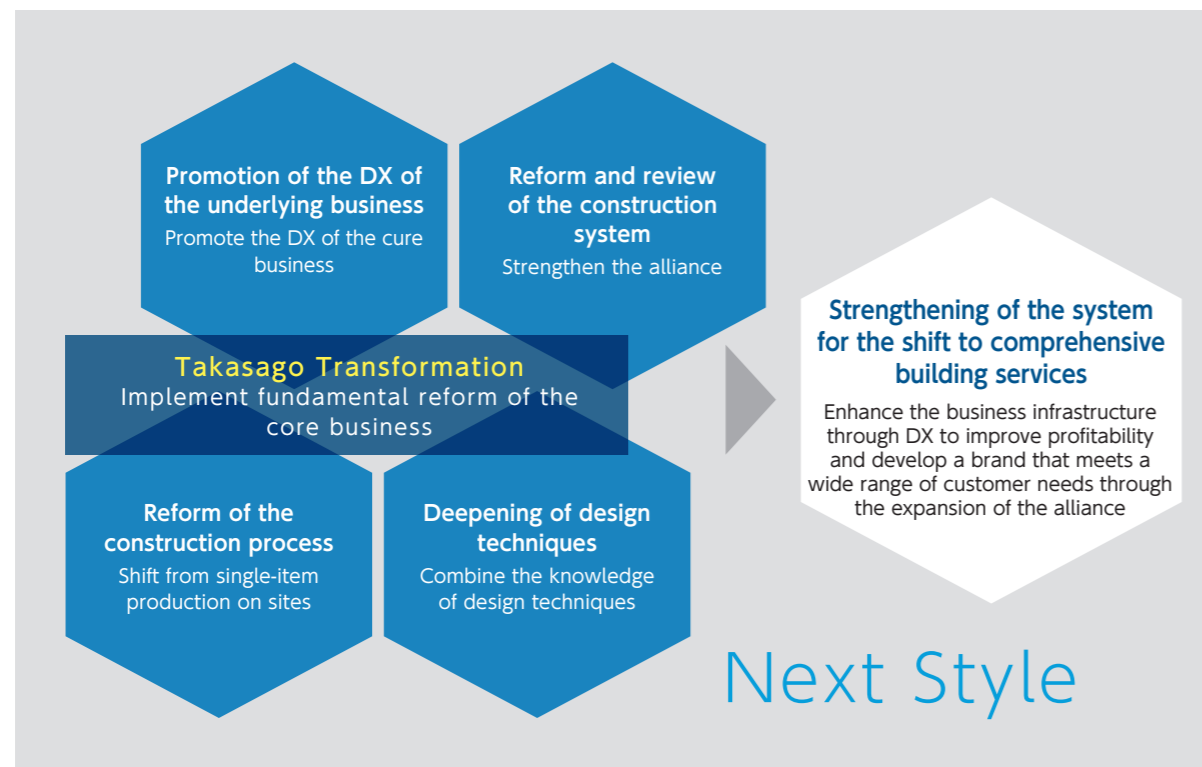 Promotion of the DX of
the underlying business
Promote the DX of the cure
business
Reform and review
of the construction
system
Strengthen the alliance
Takasago Transformation
Implement fundamental reform of the
core business
Reform of the
construction process
Shift from single-item
production on sites
Deepening of design
techniques
Combine the knowledge
of design techniques
Strengthening of the system
for the shift to comprehensive
building services
Enhance the business infrastructure
through DX to improve profitability
and develop a brand that meets a
wide range of customer needs through
the expansion of the alliance
Next Style